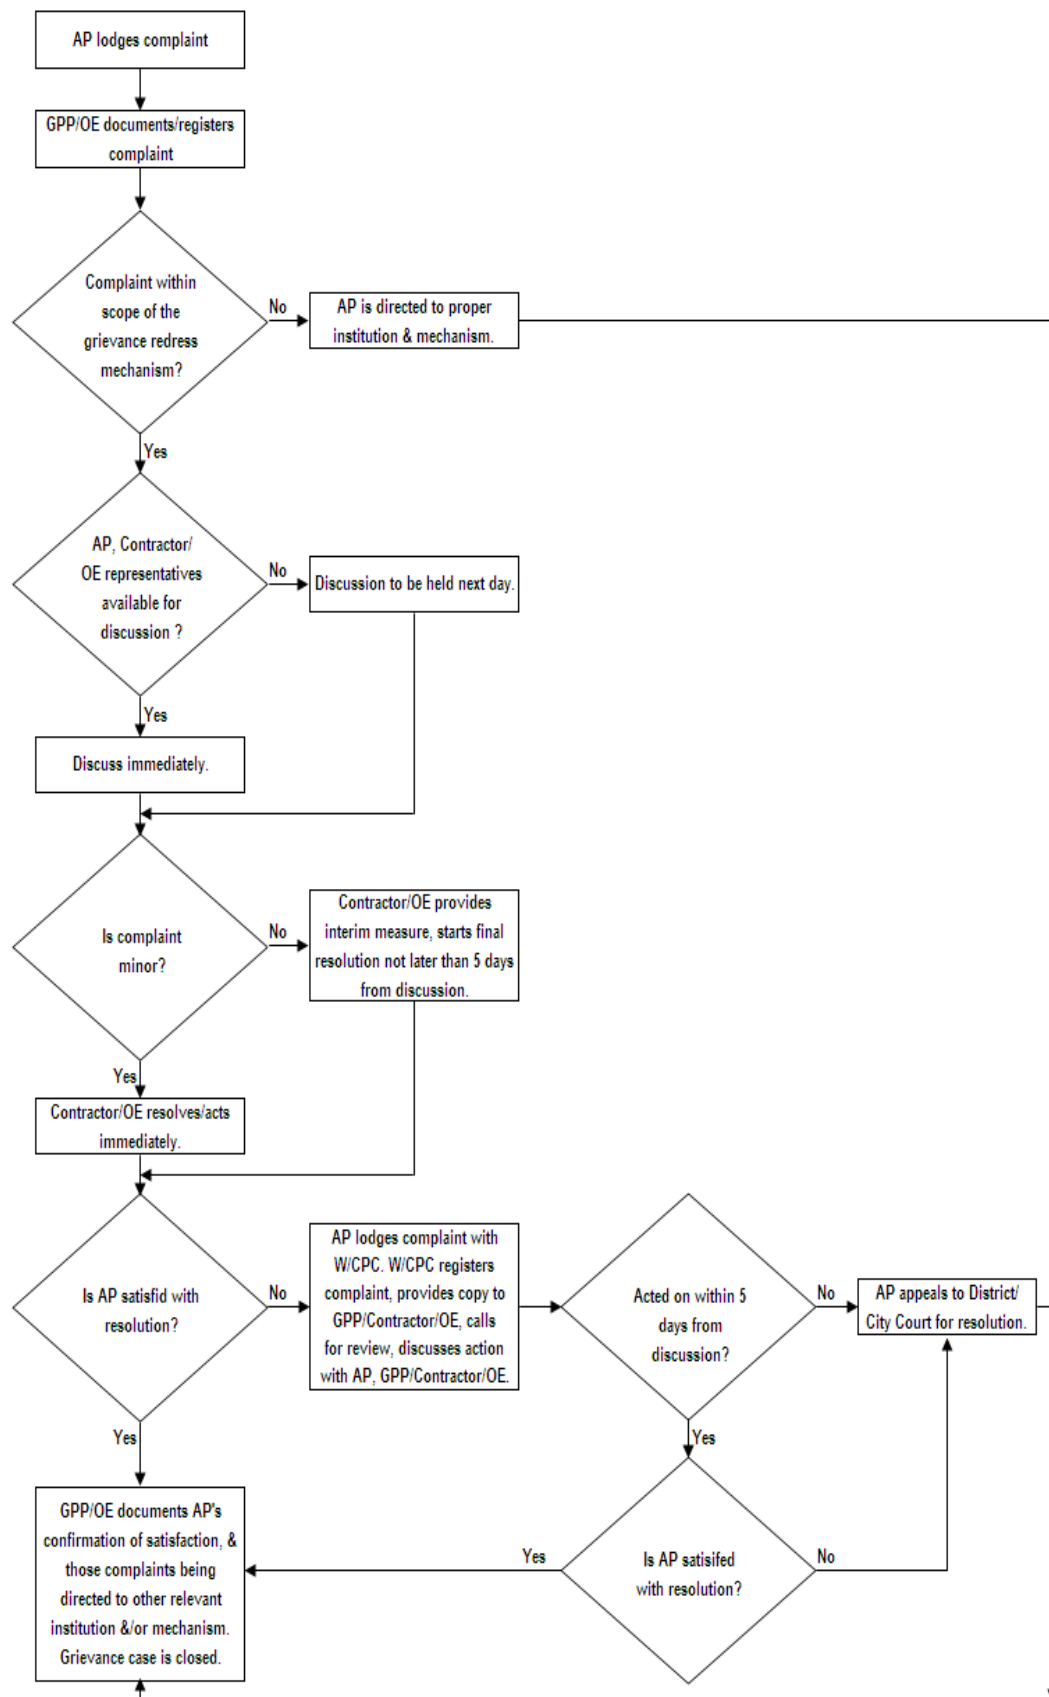 AP lodges complaint
GPP/OE documents/registers
complaint
Complaint within
scope of the
grievance redress
mechanism?
No
AP is directed to proper
institution & mechanism.
Yes
AP, Contractor/
OE representatives
available for
discussion ?
No
Discussion to be held next day.
Yes
Discuss immediately.
Is complaint
minor?
No
Contractor/OE provides
interim measure, starts final
resolution not later than 5 days
from discussion.
Yes
Contractor/OE resolves/acts
immediately.
Is AP satisfid with
resolution?
No
AP lodges complaint with
W/CPC. W/CPC registers
complaint, provides copy to
GPP/Contractor/OE, calls
for review, discusses action
with AP, GPP/Contractor/OE.
Acted on within 5
days from
discussion?
No
AP appeals to District/
City Court for resolution.
Yes
Yes
GPP/OE documents AP's
confirmation of satisfaction, &
those complaints being
directed to other relevant
institution &/or mechanism.
Grievance case is closed.
Yes
Is AP satisifed
with resolution?
No